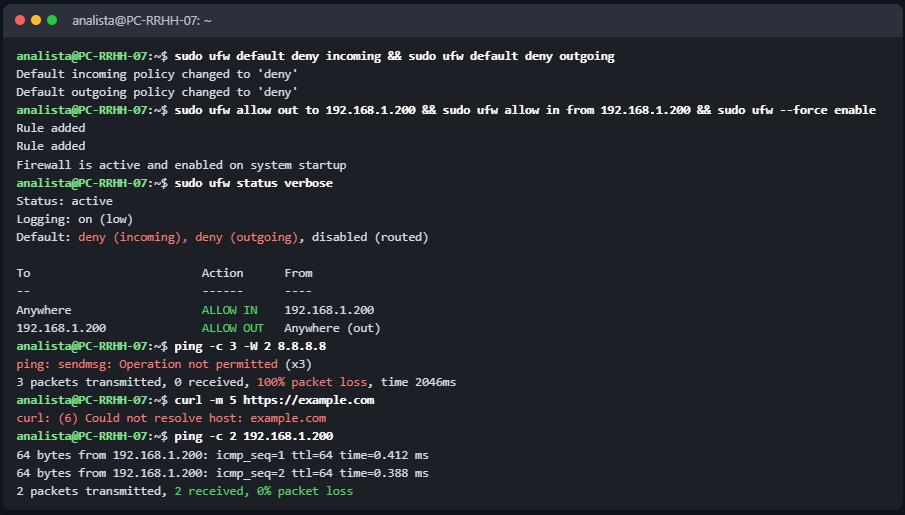 analista@PC-RRHH-07: ~
analista@PC-RRHH-07:~$ sudo ufw default deny incoming && sudo ufw default deny outgoing
Default incoming policy changed to 'deny'
Default outgoing policy changed to 'deny'
analista@PC-RRHH-07:~$ sudo ufw allow out to 192.168.1.200 && sudo ufw allow in from 192.168.1.200 && sudo ufw --force enable
Rule added
Rule added
Firewall is active and enabled on system startup
analista@PC-RRHH-07:~$ sudo ufw status verbose
Status: active
Logging: on (low)
Default: deny (incoming), deny (outgoing), disabled (routed)
To                         Action      From
--                         ------      ----
Anywhere                   ALLOW IN    192.168.1.200
192.168.1.200              ALLOW OUT   Anywhere (out)
analista@PC-RRHH-07:~$ ping -c 3 -W 2 8.8.8.8
ping: sendmsg: Operation not permitted (x3)
3 packets transmitted, 0 received, 100% packet loss, time 2046ms
analista@PC-RRHH-07:~$ curl -m 5 https://example.com
curl: (6) Could not resolve host: example.com
analista@PC-RRHH-07:~$ ping -c 2 192.168.1.200
64 bytes from 192.168.1.200: icmp_seq=1 ttl=64 time=0.412 ms
64 bytes from 192.168.1.200: icmp_seq=2 ttl=64 time=0.388 ms
2 packets transmitted, 2 received, 0% packet loss